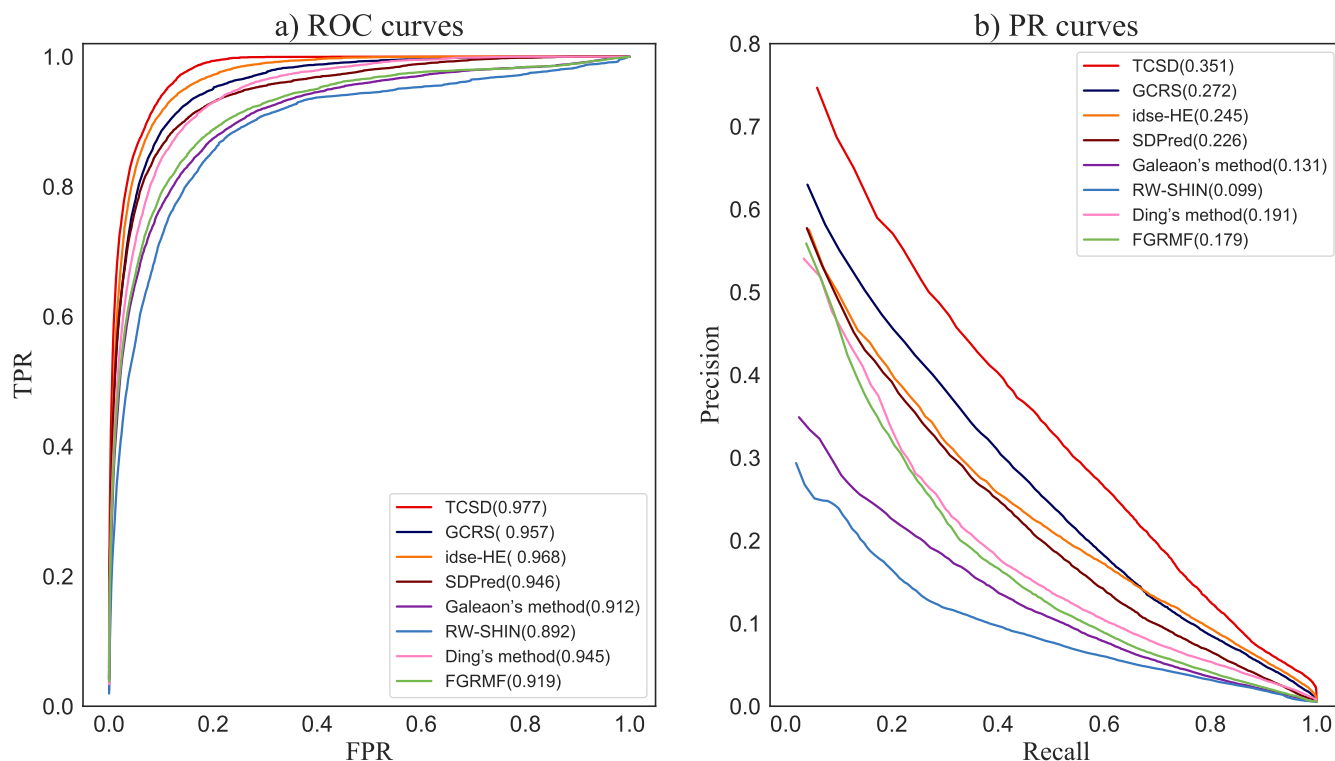 a) ROC curves
1.0
0.8
0.6
0.4
0.2
0.0
TPR
0.0 0.2 0.4 0.6 0.8 1.0
FPR
TCSD(0.977)
GCRS( 0.957)
idse-HE( 0.968)
SDPred(0.946)
Galeaon’s method(0.912)
RW-SHIN(0.892)
Ding’s method(0.945)
FGRMF(0.919)
b) PR curves
0.8
0.7
0.6
0.5
0.4
0.3
0.2
0.1
0.0
Precision
0.0 0.2 0.4 0.6 0.8 1.0
Recall
TCSD(0.351)
GCRS(0.272)
idse-HE(0.245)
SDPred(0.226)
Galeaon’s method(0.131)
RW-SHIN(0.099)
Ding’s method(0.191)
FGRMF(0.179)